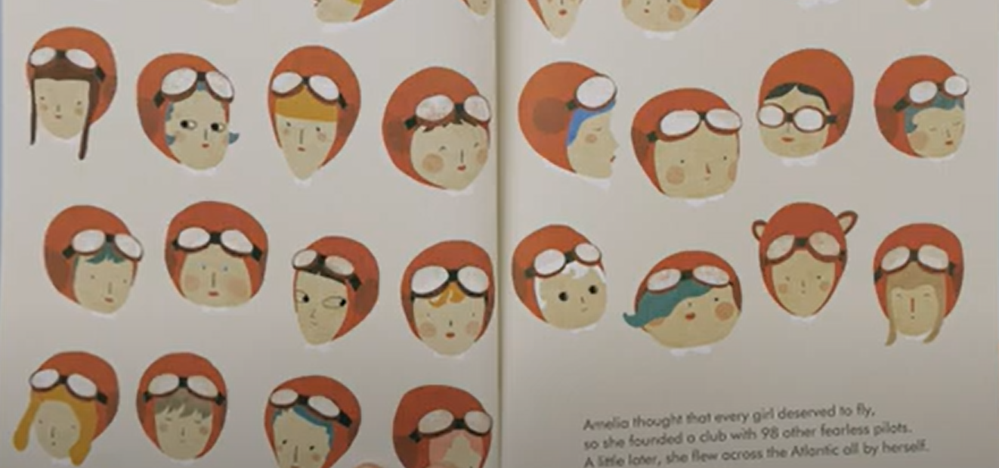 Amelia thought that every girl deserved to fly,
so she founded a club with 98 other fearless pilots.
A little later, she flew across the Atlantic all by herself.